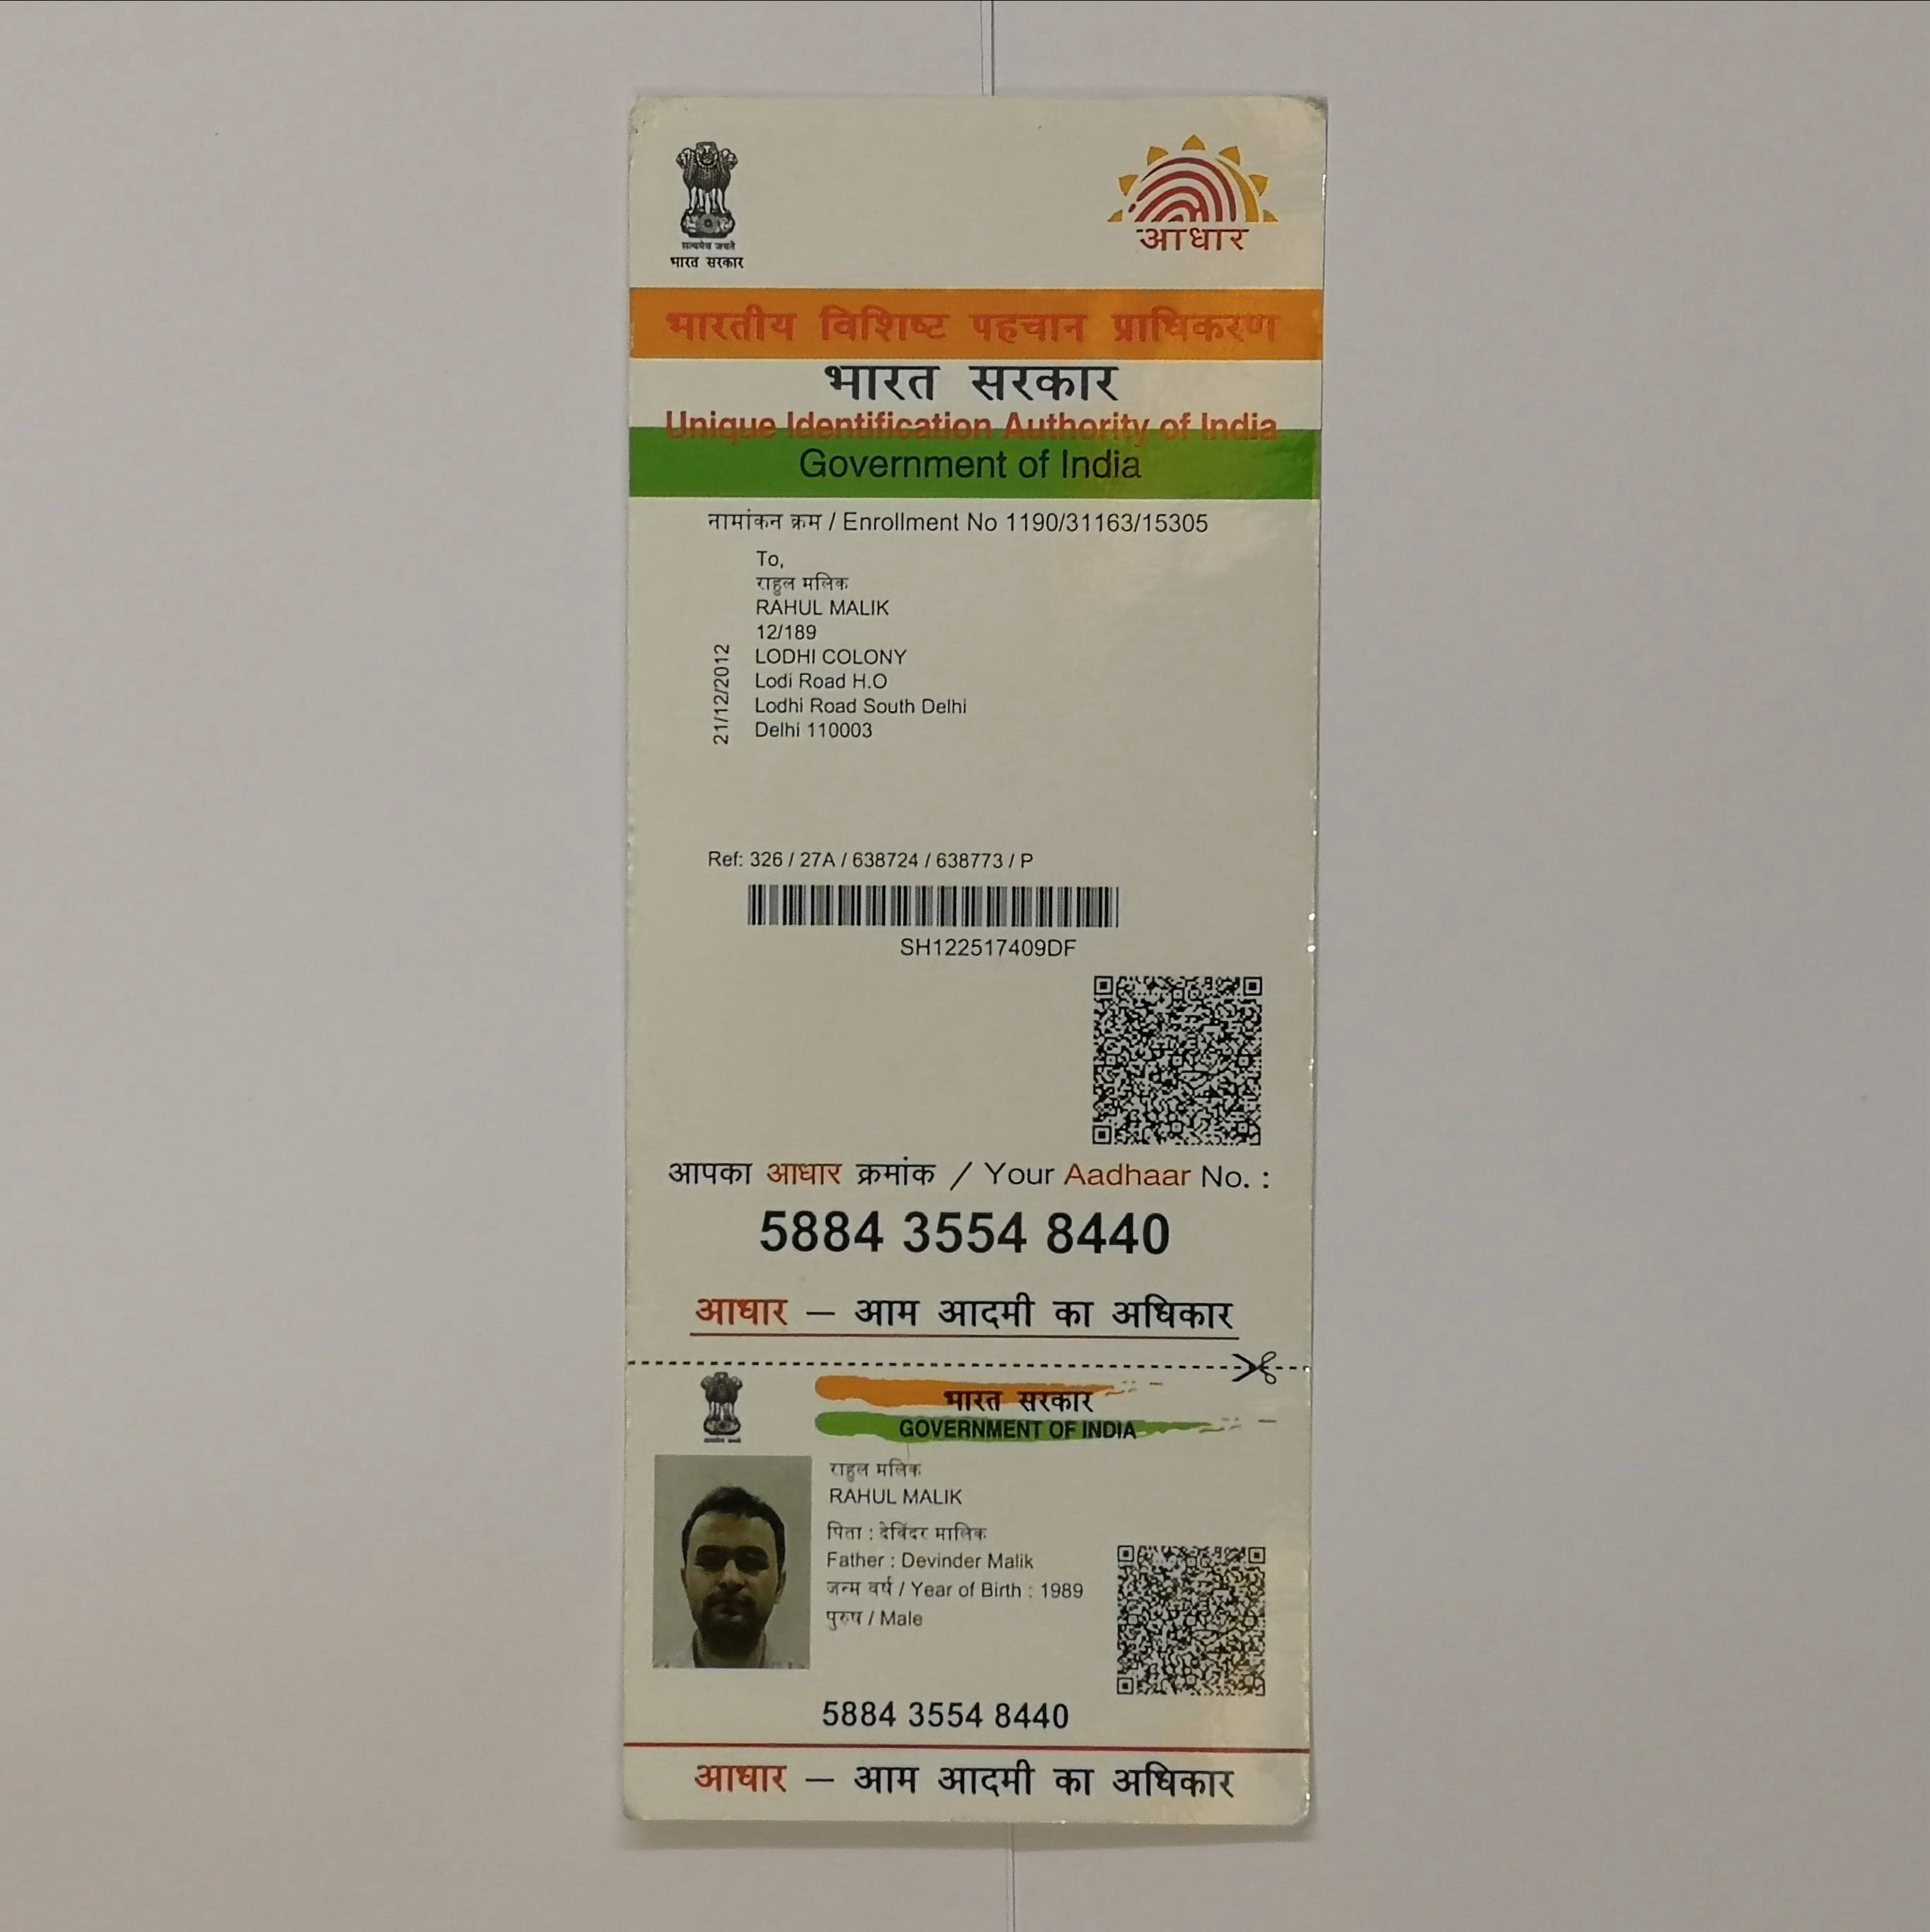 सत्यमेव जयते
भारत सरकार
आधार
भारतीय विशिष्ट पहचान प्राधिकरण
भारत सरकार
Unique Identification Authority of India
Government of India
नामांकन क्रम / Enrollment No 1190/31163/15305
To,
राहुल मलिक
RAHUL MALIK
12/189
LODHI COLONY
Lodi Road H.O
Lodhi Road South Delhi
Delhi 110003
21/12/2012
Ref: 326 / 27A / 638724 / 638773 / P
SH122517409DF
आपका आधार क्रमांक / Your Aadhaar No. :
5884 3554 8440
आधार – आम आदमी का अधिकार
भारत सरकार
GOVERNMENT OF INDIA
राहुल मलिक
RAHUL MALIK
पिता : देविंदर मालिक
Father : Devinder Malik
जन्म वर्ष / Year of Birth : 1989
पुरुष / Male
5884 3554 8440
आधार – आम आदमी का अधिकार